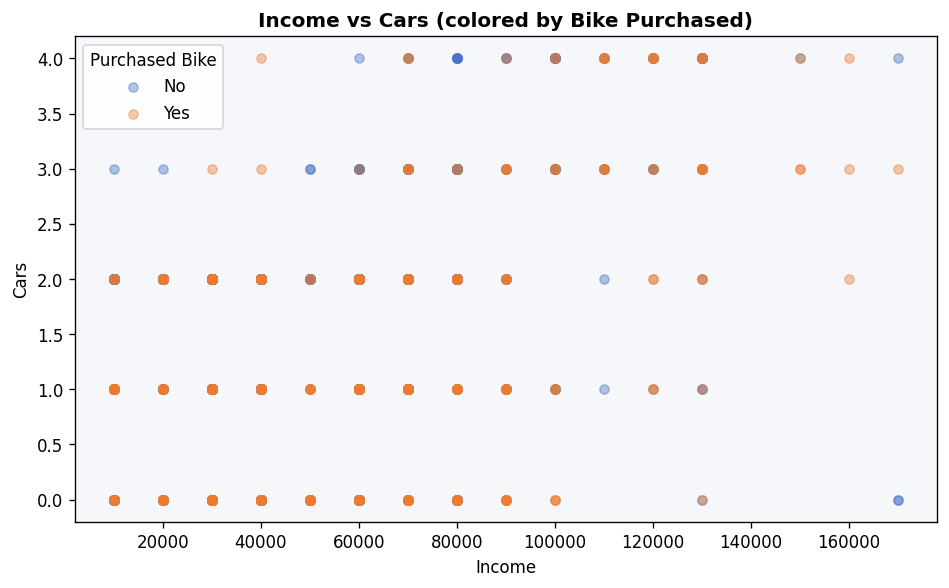 Income vs Cars (colored by Bike Purchased)
Purchased Bike
No
Yes
4.0
3.5
3.0
2.5
2.0
1.5
1.0
0.5
0.0
Cars
20000 40000 60000 80000 100000 120000 140000 160000
Income